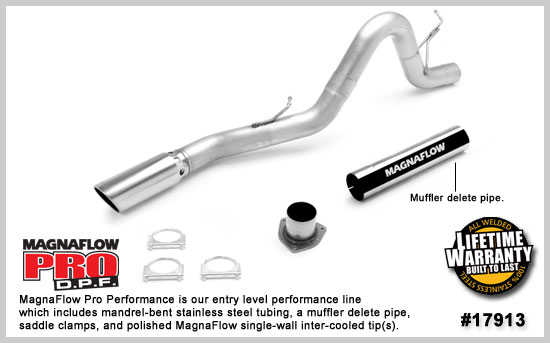 MAGNAFLOW
Muffler delete pipe.
MAGNAFLOW
PRO
D.P.F.
ALL WELDED
LIFETIME
WARRANTY
BUILT TO LAST
100% STAINLESS STEEL
MagnaFlow Pro Performance is our entry level performance line
which includes mandrel-bent stainless steel tubing, a muffler delete pipe,
saddle clamps, and polished MagnaFlow single-wall inter-cooled tip(s).
#17913